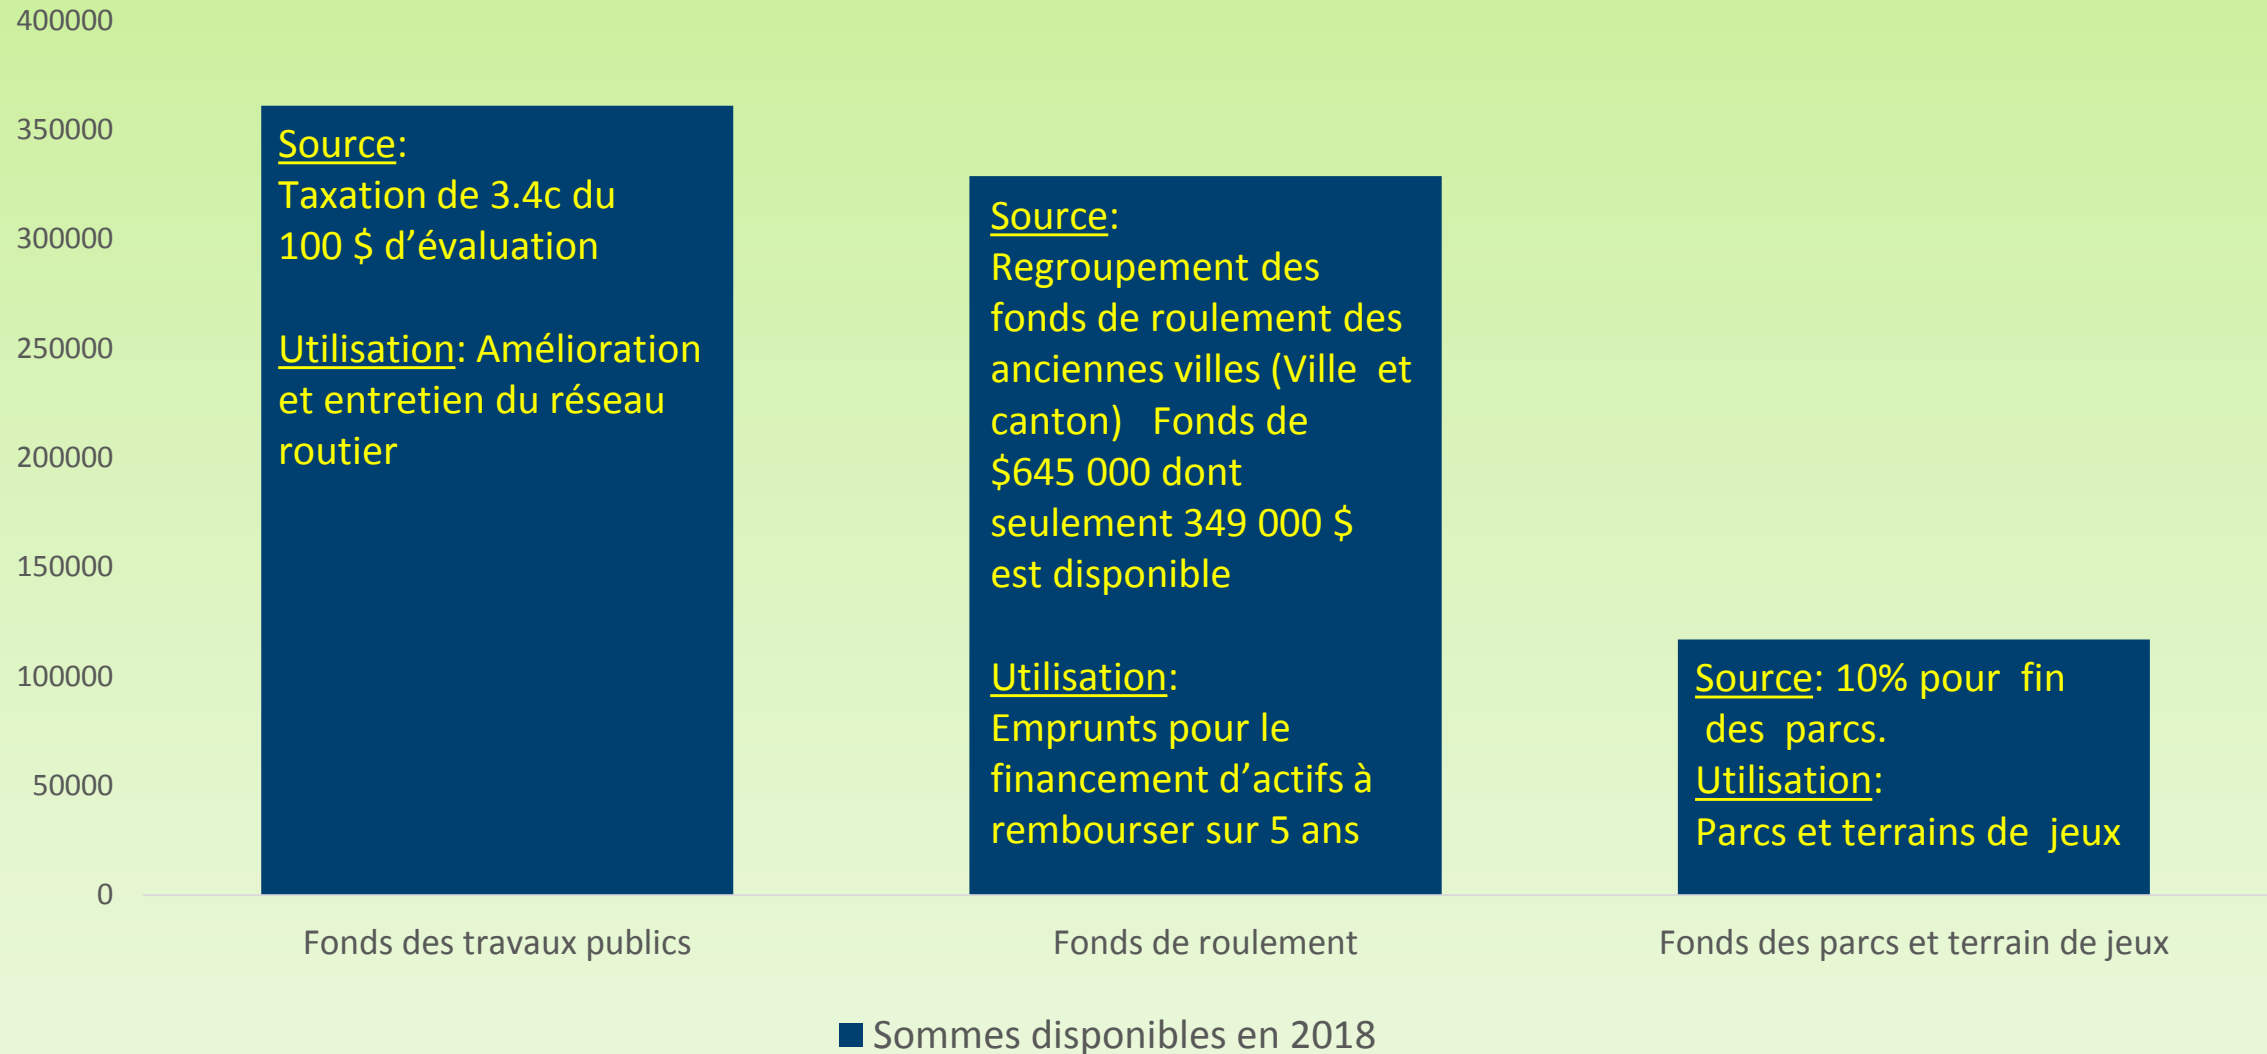 400000
350000
300000
250000
200000
150000
100000
50000
0
Source:
Taxation de 3.4c du
100 $ d’évaluation
Utilisation: Amélioration
et entretien du réseau
routier
Source:
Regroupement des
fonds de roulement des
anciennes villes (Ville et
canton) Fonds de
$645 000 dont
seulement 349 000 $
est disponible
Utilisation:
Emprunts pour le
financement d’actifs à
rembourser sur 5 ans
Source: 10% pour fin
des parcs.
Utilisation:
Parcs et terrains de jeux
Fonds des travaux publics
Fonds de roulement
Fonds des parcs et terrain de jeux
Sommes disponibles en 2018